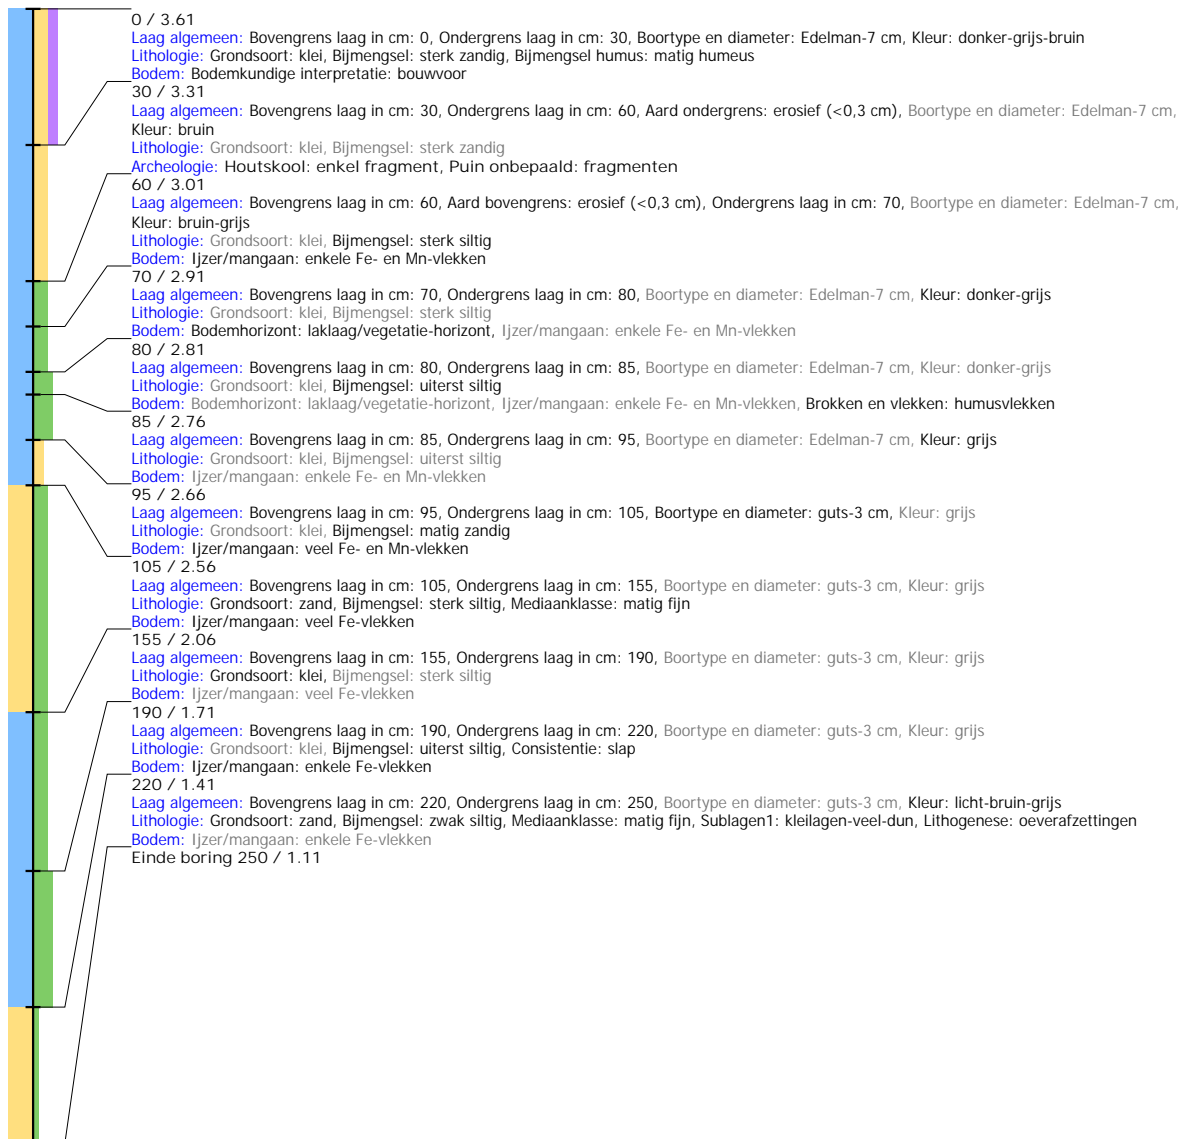 0 / 3.61
Laag algemeen: Bovengrens laag in cm: 0, Ondergrens laag in cm: 30, Boortype en diameter: Edelman-7 cm, Kleur: donker-grijs-bruin
Lithologie: Grondsoort: klei, Bijmengsel: sterk zandig, Bijmengsel humus: matig humeus
Bodem: Bodemkundige interpretatie: bouwvoor
30 / 3.31
Laag algemeen: Bovengrens laag in cm: 30, Ondergrens laag in cm: 60, Aard ondergrens: erosief (<0,3 cm), Boortype en diameter: Edelman-7 cm,
Kleur: bruin
Lithologie: Grondsoort: klei, Bijmengsel: sterk zandig
Archeologie: Houtskool: enkel fragment, Puin onbepaald: fragmenten
60 / 3.01
Laag algemeen: Bovengrens laag in cm: 60, Aard bovengrens: erosief (<0,3 cm), Ondergrens laag in cm: 70, Boortype en diameter: Edelman-7 cm,
Kleur: bruin-grijs
Lithologie: Grondsoort: klei, Bijmengsel: sterk siltig
Bodem: Ijzer/mangaan: enkele Fe- en Mn-vlekken
70 / 2.91
Laag algemeen: Bovengrens laag in cm: 70, Ondergrens laag in cm: 80, Boortype en diameter: Edelman-7 cm, Kleur: donker-grijs
Lithologie: Grondsoort: klei, Bijmengsel: sterk siltig
Bodem: Bodemhorizont: laklaag/vegetatie-horizont, Ijzer/mangaan: enkele Fe- en Mn-vlekken
80 / 2.81
Laag algemeen: Bovengrens laag in cm: 80, Ondergrens laag in cm: 85, Boortype en diameter: Edelman-7 cm, Kleur: donker-grijs
Lithologie: Grondsoort: klei, Bijmengsel: uiterst siltig
Bodem: Bodemhorizont: laklaag/vegetatie-horizont, Ijzer/mangaan: enkele Fe- en Mn-vlekken, Brokken en vlekken: humusvlekken
85 / 2.76
Laag algemeen: Bovengrens laag in cm: 85, Ondergrens laag in cm: 95, Boortype en diameter: Edelman-7 cm, Kleur: grijs
Lithologie: Grondsoort: klei, Bijmengsel: uiterst siltig
Bodem: Ijzer/mangaan: enkele Fe- en Mn-vlekken
95 / 2.66
Laag algemeen: Bovengrens laag in cm: 95, Ondergrens laag in cm: 105, Boortype en diameter: guts-3 cm, Kleur: grijs
Lithologie: Grondsoort: klei, Bijmengsel: matig zandig
Bodem: Ijzer/mangaan: veel Fe- en Mn-vlekken
105 / 2.56
Laag algemeen: Bovengrens laag in cm: 105, Ondergrens laag in cm: 155, Boortype en diameter: guts-3 cm, Kleur: grijs
Lithologie: Grondsoort: zand, Bijmengsel: sterk siltig, Mediaanklasse: matig fijn
Bodem: Ijzer/mangaan: veel Fe-vlekken
155 / 2.06
Laag algemeen: Bovengrens laag in cm: 155, Ondergrens laag in cm: 190, Boortype en diameter: guts-3 cm, Kleur: grijs
Lithologie: Grondsoort: klei, Bijmengsel: sterk siltig
Bodem: Ijzer/mangaan: veel Fe-vlekken
190 / 1.71
Laag algemeen: Bovengrens laag in cm: 190, Ondergrens laag in cm: 220, Boortype en diameter: guts-3 cm, Kleur: grijs
Lithologie: Grondsoort: klei, Bijmengsel: uiterst siltig, Consistentie: slap
Bodem: Ijzer/mangaan: enkele Fe-vlekken
220 / 1.41
Laag algemeen: Bovengrens laag in cm: 220, Ondergrens laag in cm: 250, Boortype en diameter: guts-3 cm, Kleur: licht-bruin-grijs
Lithologie: Grondsoort: zand, Bijmengsel: zwak siltig, Mediaanklasse: matig fijn, Sublagen1: kleilagen-veel-dun, Lithogenese: oeverafzettingen
Bodem: Ijzer/mangaan: enkele Fe-vlekken
Einde boring 250 / 1.11